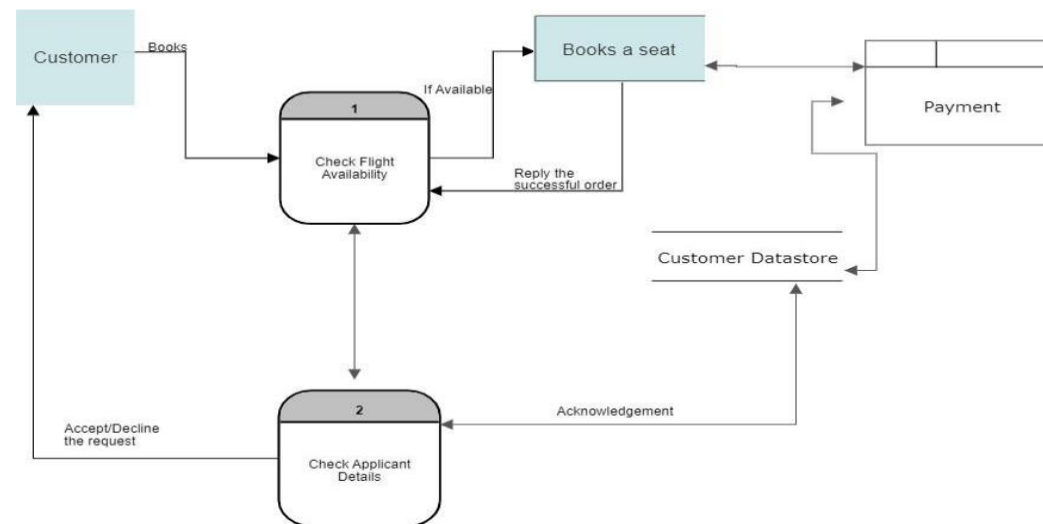 Customer
Books
Books a seat
If Available
1
Check Flight
Availability
Payment
Reply the
successful order
Customer Datastore
2
Check Applicant
Details
Acknowledgement
Accept/Decline
the request